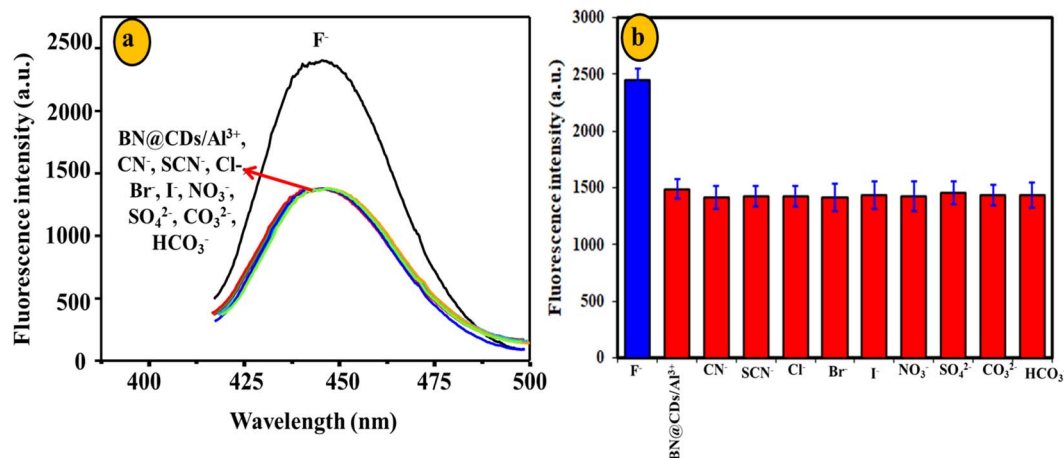 a
Fluorescence intensity (a.u.)
2500
2000
1500
1000
500
0
F⁻
BN@CDs/Al³⁺,
CN⁻, SCN⁻, Cl-
Br⁻, I⁻, NO₃⁻,
SO₄²⁻, CO₃²⁻,
HCO₃⁻
400 425 450 475 500
Wavelength (nm)
b
Fluorescence intensity (a.u.)
3000
2500
2000
1500
1000
500
0
F⁻ BN@CDs/Al³⁺ CN⁻ SCN⁻ Cl⁻ Br⁻ I⁻ NO₃⁻ SO₄²⁻ CO₃²⁻ HCO₃